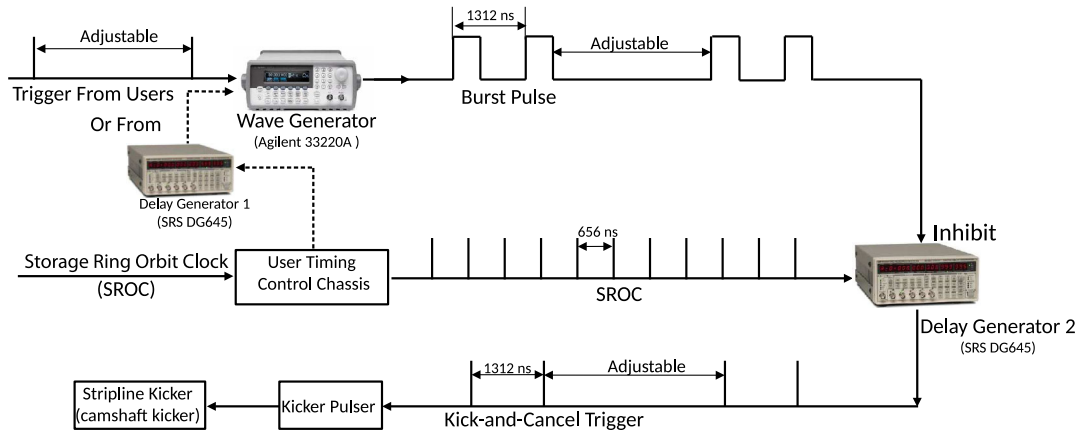 1312 ns
Adjustable
Adjustable
Trigger From Users
Burst Pulse
Or From
Wave Generator
(Agilent 33220A )
Delay Generator 1
(SRS DG645)
Inhibit
656 ns
Storage Ring Orbit Clock
(SROC)
User Timing
Control Chassis
SROC
Delay Generator 2
(SRS DG645)
1312 ns
Adjustable
Stripline Kicker
(camshaft kicker)
Kicker Pulser
Kick-and-Cancel Trigger